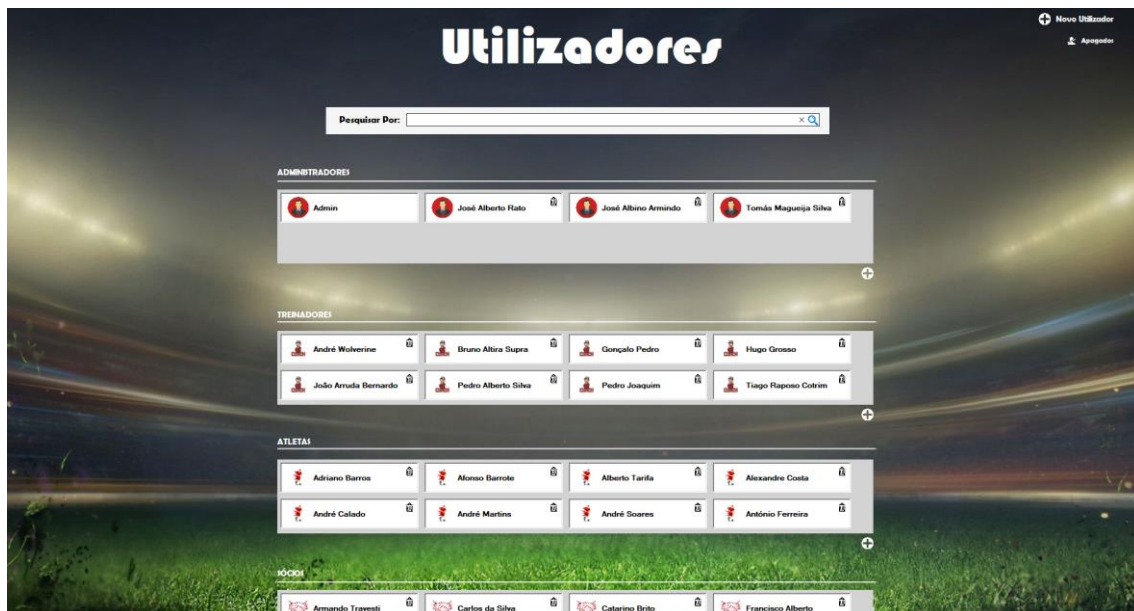 Utilizadores
Novo Utilizador
Apagados
Pesquisar Por:
ADMINISTRADORES
Admin José Alberto Rato José Albino Armindo Tomás Magueija Silva
TREINADORES
André Wolverine Bruno Altira Supra Gonçalo Pedro Hugo Grosso
João Arruda Bernardo Pedro Alberto Silva Pedro Joaquim Tiago Raposo Cotrim
ATLETAS
Adriano Barros Afonso Barrote Alberto Tarifa Alexandre Costa
André Calado André Martins André Soares António Ferreira
SÓCIOS
Armando Travesti Carlos da Silva Catarino Brito Francisco Alberto